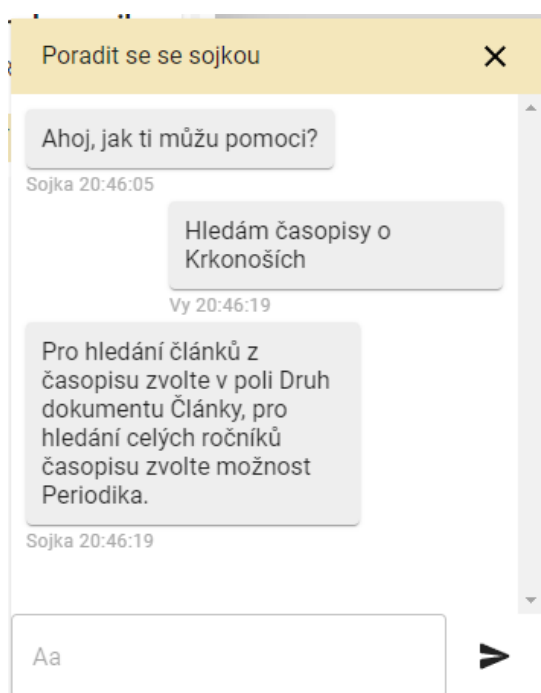 Poradit se se sojkou
Ahoj, jak ti můžu pomoci?
Sojka 20:46:05
Hledám časopisy o
Krkonoších
Vy 20:46:19
Pro hledání článků z
časopisu zvolte v poli Druh
dokumentu Články, pro
hledání celých ročníků
časopisu zvolte možnost
Periodika.
Sojka 20:46:19
Aa